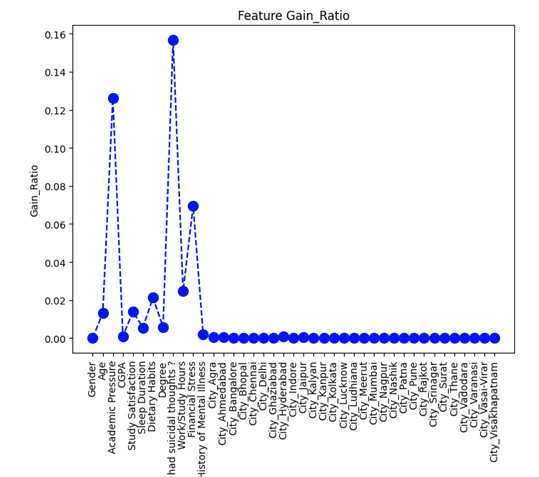 Feature Gain_Ratio
Gain_Ratio
0.16
0.14
0.12
0.10
0.08
0.06
0.04
0.02
0.00
Gender
Age
Academic Pressure
CGPA
Study Satisfaction
Sleep Duration
Dietary Habits
Degree
had suicidal thoughts ?
Work/Study Hours
Financial Stress
History of Mental Illness
City_Agra
City_Ahmedabad
City_Bangalore
City_Bhopal
City_Chennai
City_Delhi
City_Ghaziabad
City_Hyderabad
City_Indore
City_Jaipur
City_Kalyan
City_Kanpur
City_Kolkata
City_Lucknow
City_Ludhiana
City_Meerut
City_Mumbai
City_Nagpur
City_Nashik
City_Patna
City_Pune
City_Rajkot
City_Srinagar
City_Surat
City_Thane
City_Vadodara
City_Varanasi
City_Vasai-Virar
City_Visakhapatnam